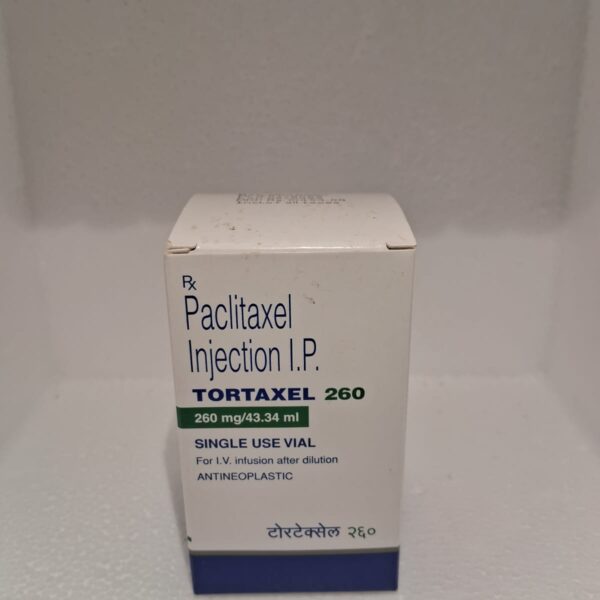 Rx
Paclitaxel
Injection I.P.
TORTAXEL 260
260 mg/43.34 ml
SINGLE USE VIAL
For I.V. infusion after dilution
ANTINEOPLASTIC
टोरटेक्सेल २६०